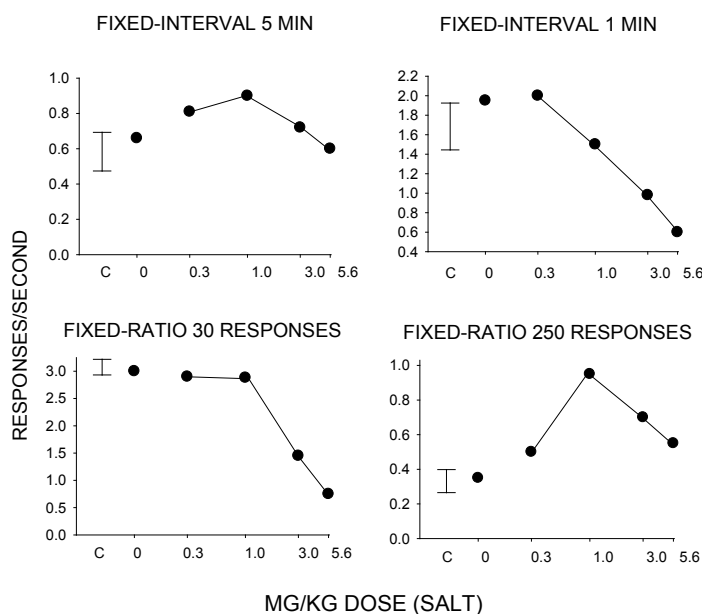 FIXED-INTERVAL 5 MIN
1.0
0.8
0.6
0.4
0.2
0.0
C 0 0.3 1.0 3.0 5.6
FIXED-INTERVAL 1 MIN
2.2
2.0
1.8
1.6
1.4
1.2
1.0
0.8
0.6
0.4
C 0 0.3 1.0 3.0 5.6
RESPONSES/SECOND
FIXED-RATIO 30 RESPONSES
3.0
2.5
2.0
1.5
1.0
0.5
0.0
C 0 0.3 1.0 3.0 5.6
FIXED-RATIO 250 RESPONSES
1.0
0.8
0.6
0.4
0.2
0.0
C 0 0.3 1.0 3.0 5.6
MG/KG DOSE (SALT)